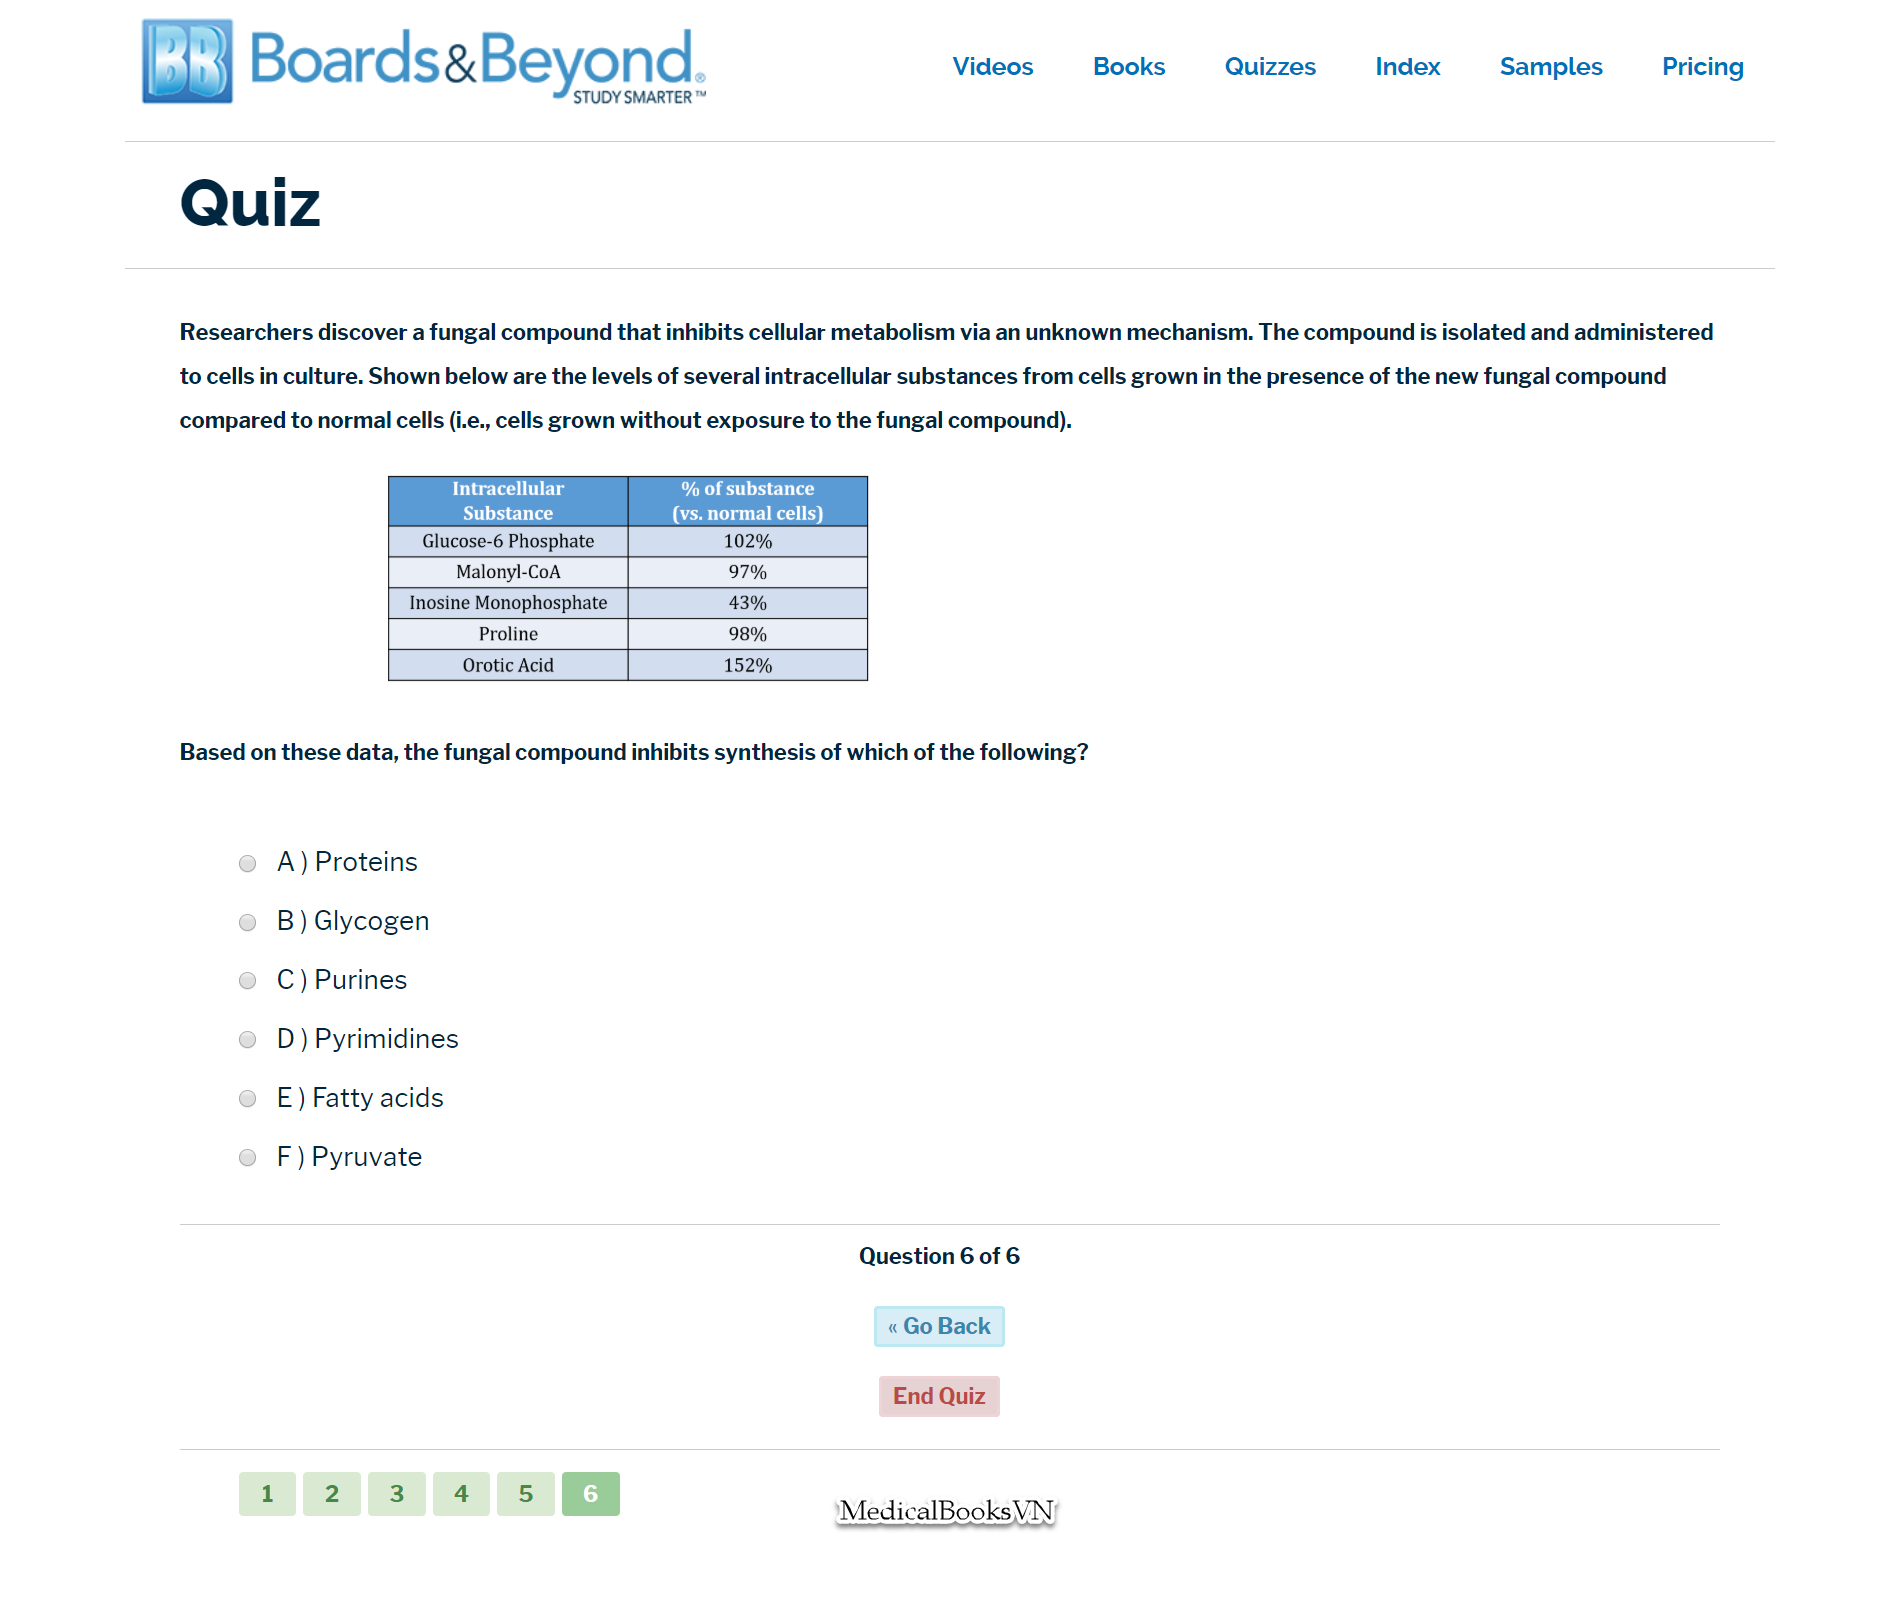 BB Boards&Beyond®
STUDY SMARTER™
Videos Books Quizzes Index Samples Pricing
Quiz
Researchers discover a fungal compound that inhibits cellular metabolism via an unknown mechanism. The compound is isolated and administered
to cells in culture. Shown below are the levels of several intracellular substances from cells grown in the presence of the new fungal compound
compared to normal cells (i.e., cells grown without exposure to the fungal compound).
Intracellular Substance % of substance (vs. normal cells)
Glucose-6 Phosphate 102%
Malonyl-CoA 97%
Inosine Monophosphate 43%
Proline 98%
Orotic Acid 152%
Based on these data, the fungal compound inhibits synthesis of which of the following?
A ) Proteins
B ) Glycogen
C ) Purines
D ) Pyrimidines
E ) Fatty acids
F ) Pyruvate
Question 6 of 6
« Go Back
End Quiz
1 2 3 4 5 6
MedicalBooksVN